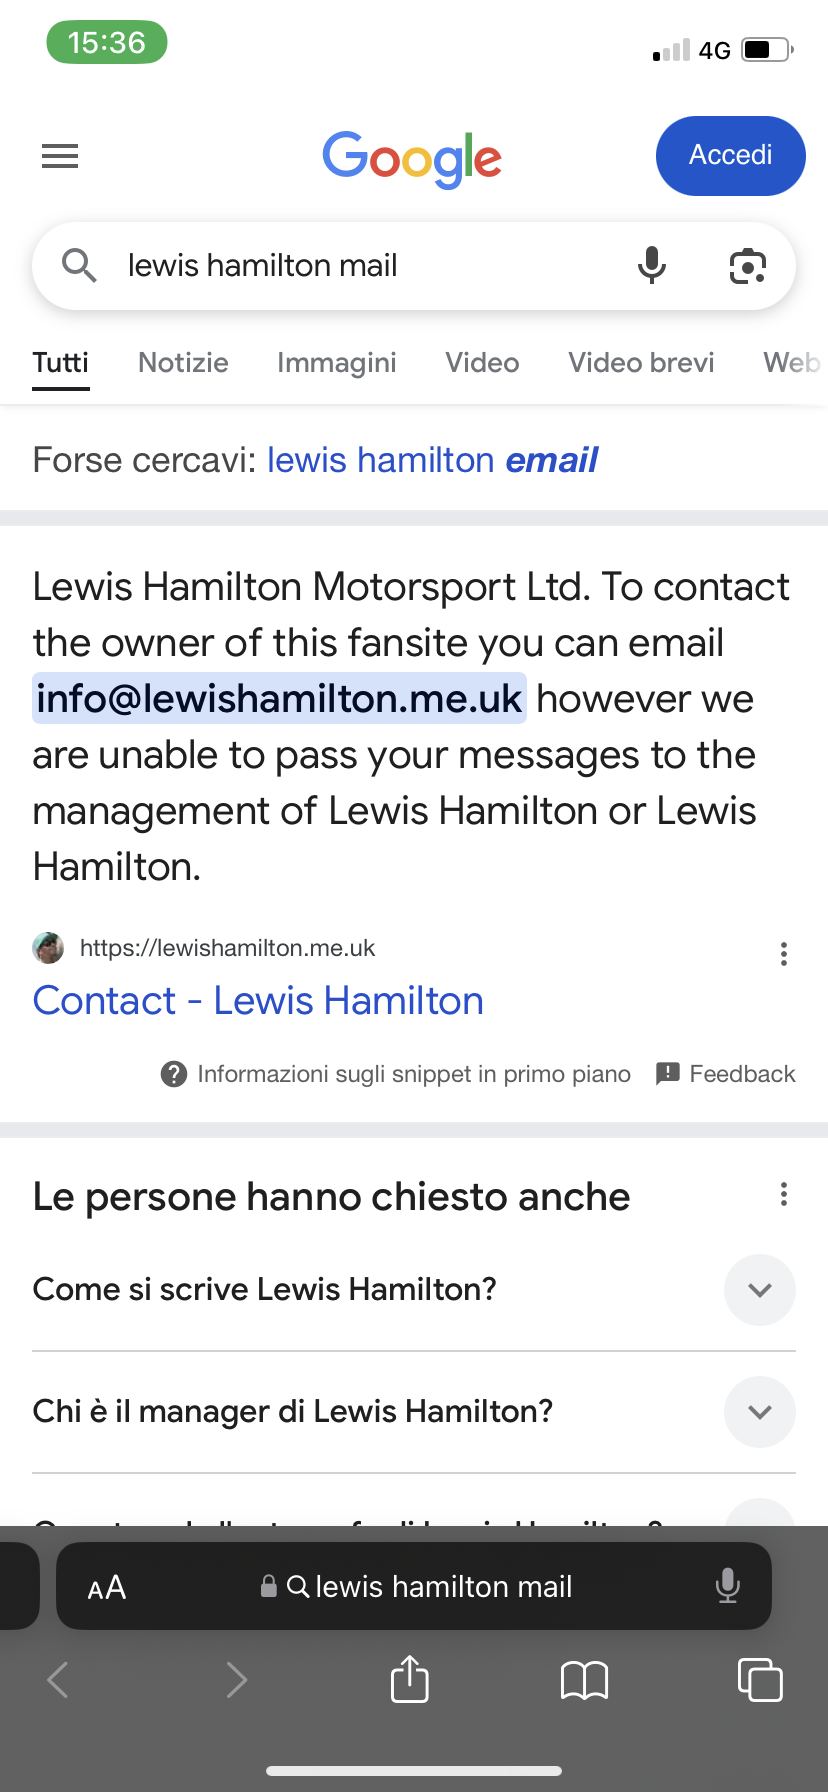 15:36
4G
Google
Accedi
lewis hamilton mail
Tutti Notizie Immagini Video Video brevi Web
Forse cercavi: lewis hamilton email
Lewis Hamilton Motorsport Ltd. To contact
the owner of this fansite you can email
info@lewishamilton.me.uk however we
are unable to pass your messages to the
management of Lewis Hamilton or Lewis
Hamilton.
https://lewishamilton.me.uk
Contact - Lewis Hamilton
Informazioni sugli snippet in primo piano Feedback
Le persone hanno chiesto anche
Come si scrive Lewis Hamilton?
Chi è il manager di Lewis Hamilton?
AA lewis hamilton mail